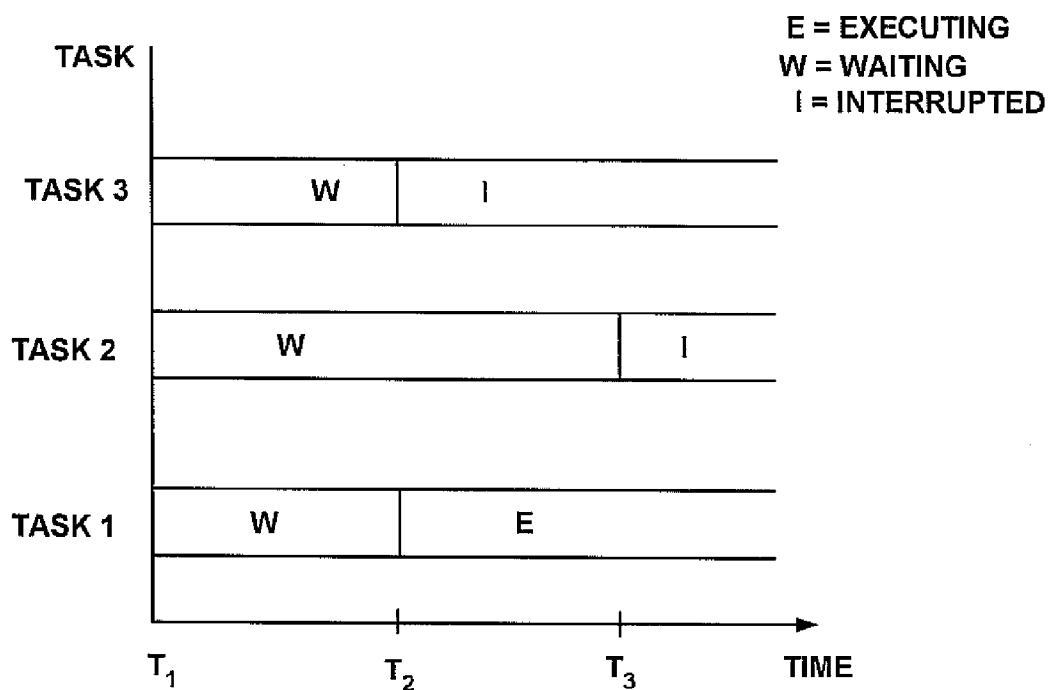 E = EXECUTING
W = WAITING
I = INTERRUPTED
TASK
TASK 3
W
I
TASK 2
W
I
TASK 1
W
E
T1
T2
T3
TIME